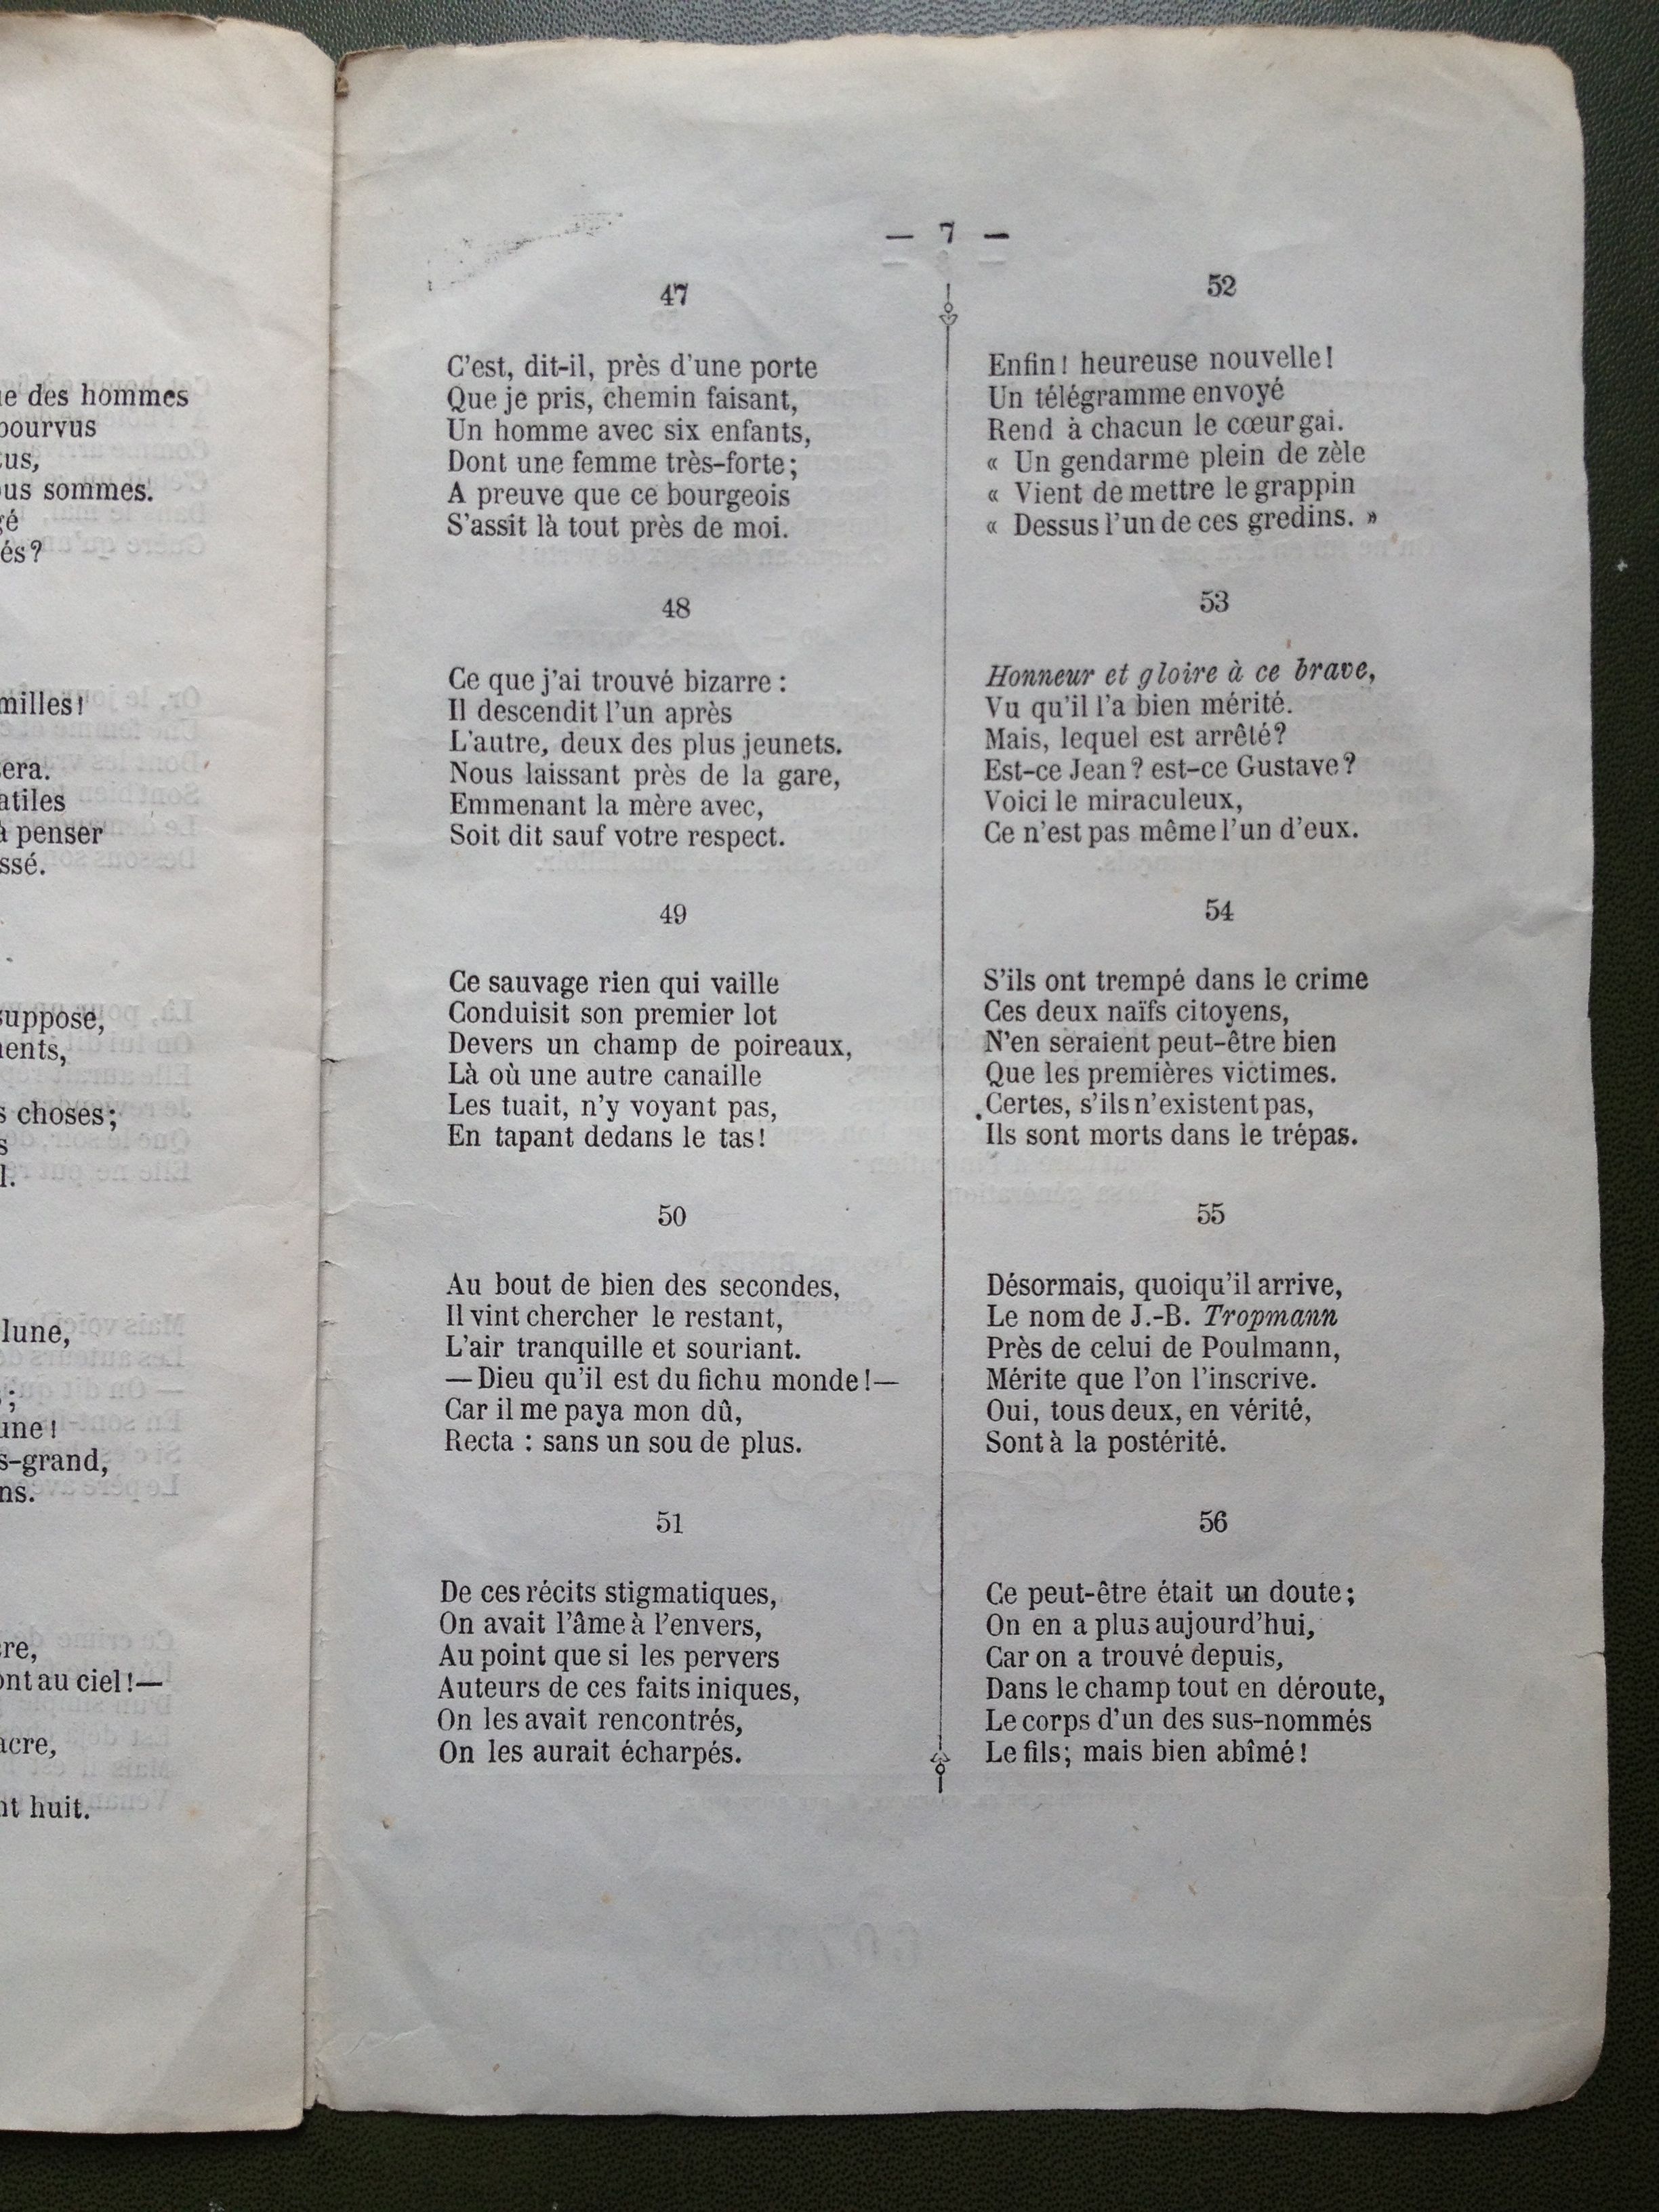 des hommes
sommes.
és?
à penser
choses;
lune,
s-grand,
au ciel!—
huit.
— 7 —
47
C'est, dit-il, près d'une porte
Que je pris, chemin faisant,
Un homme avec six enfants,
Dont une femme très-forte;
A preuve que ce bourgeois
S'assit là tout près de moi.
48
Ce que j'ai trouvé bizarre :
Il descendit l'un après
L'autre, deux des plus jeunets.
Nous laissant près de la gare,
Emmenant la mère avec,
Soit dit sauf votre respect.
49
Ce sauvage rien qui vaille
Conduisit son premier lot
Devers un champ de poireaux,
Là où une autre canaille
Les tuait, n'y voyant pas,
En tapant dedans le tas!
50
Au bout de bien des secondes,
Il vint chercher le restant,
L'air tranquille et souriant.
— Dieu qu'il est du fichu monde!—
Car il me paya mon dû,
Recta : sans un sou de plus.
51
De ces récits stigmatiques,
On avait l'âme à l'envers,
Au point que si les pervers
Auteurs de ces faits iniques,
On les avait rencontrés,
On les aurait écharpés.
52
Enfin! heureuse nouvelle!
Un télégramme envoyé
Rend à chacun le cœur gai.
« Un gendarme plein de zèle
« Vient de mettre le grappin
« Dessus l'un de ces gredins. »
53
Honneur et gloire à ce brave,
Vu qu'il l'a bien mérité.
Mais, lequel est arrêté?
Est-ce Jean? est-ce Gustave?
Voici le miraculeux,
Ce n'est pas même l'un d'eux.
54
S'ils ont trempé dans le crime
Ces deux naïfs citoyens,
N'en seraient peut-être bien
Que les premières victimes.
Certes, s'ils n'existent pas,
Ils sont morts dans le trépas.
55
Désormais, quoiqu'il arrive,
Le nom de J.-B. Tropmann
Près de celui de Poulmann,
Mérite que l'on l'inscrive.
Oui, tous deux, en vérité,
Sont à la postérité.
56
Ce peut-être était un doute;
On en a plus aujourd'hui,
Car on a trouvé depuis,
Dans le champ tout en déroute,
Le corps d'un des sus-nommés
Le fils; mais bien abîmé!